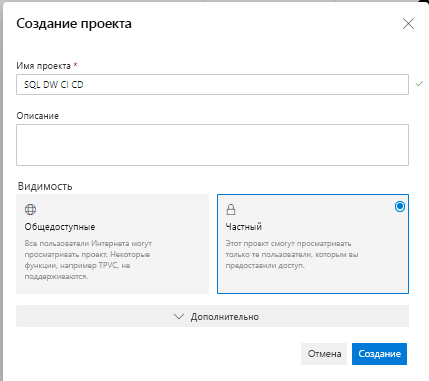 Создание проекта
Имя проекта *
SQL DW CI CD
Описание
Видимость
Общедоступные
Все пользователи Интернета могут
просматривать проект. Некоторые
функции, например TPVC, не
поддерживаются.
Частный
Этот проект смогут просматривать
только те пользователи, которым вы
предоставили доступ.
Дополнительно
Отмена
Создание